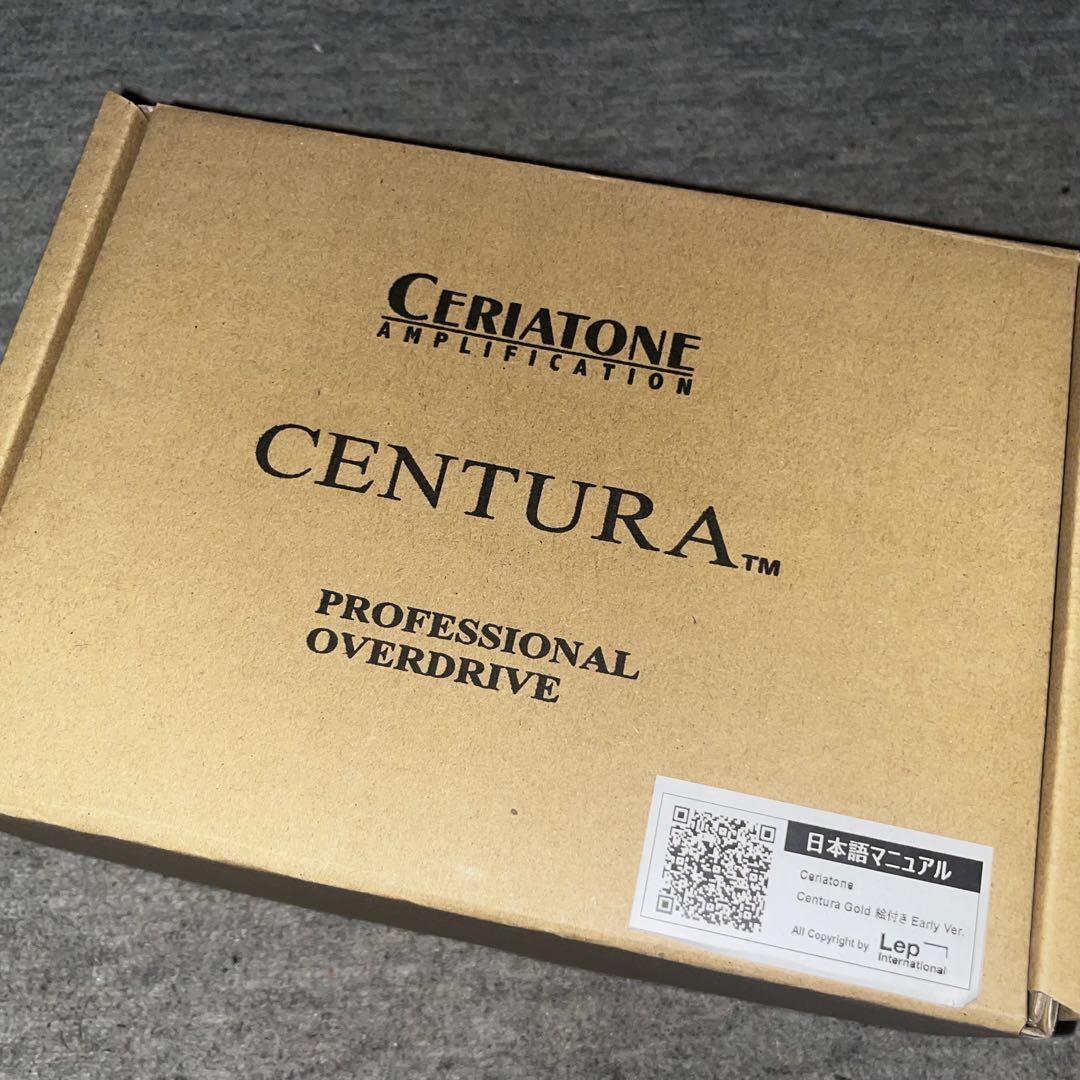 CERIATONE
AMPLIFICATION
CENTURA™
PROFESSIONAL
OVERDRIVE
日本語マニュアル
Ceriatone
Centura Gold 絵付き Early Ver.
All Copyright by Lep
International